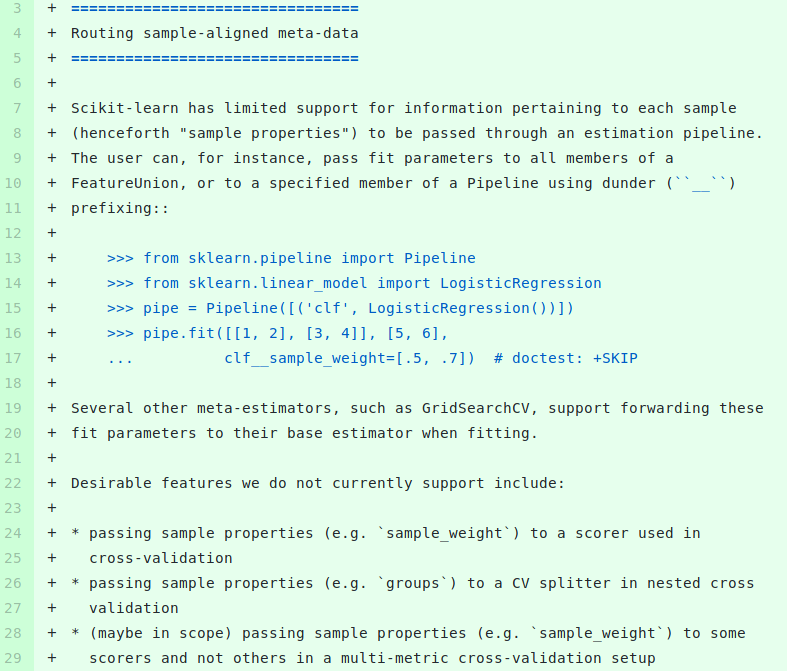 3 + ================================
4 + Routing sample-aligned meta-data
5 + ================================
6 +
7 + Scikit-learn has limited support for information pertaining to each sample
8 + (henceforth "sample properties") to be passed through an estimation pipeline.
9 + The user can, for instance, pass fit parameters to all members of a
10 + FeatureUnion, or to a specified member of a Pipeline using dunder (``__``)
11 + prefixing::
12 +
13 +     >>> from sklearn.pipeline import Pipeline
14 +     >>> from sklearn.linear_model import LogisticRegression
15 +     >>> pipe = Pipeline([('clf', LogisticRegression())])
16 +     >>> pipe.fit([[1, 2], [3, 4]], [5, 6],
17 +     ...          clf__sample_weight=[.5, .7])  # doctest: +SKIP
18 +
19 + Several other meta-estimators, such as GridSearchCV, support forwarding these
20 + fit parameters to their base estimator when fitting.
21 +
22 + Desirable features we do not currently support include:
23 +
24 + * passing sample properties (e.g. `sample_weight`) to a scorer used in
25 +   cross-validation
26 + * passing sample properties (e.g. `groups`) to a CV splitter in nested cross
27 +   validation
28 + * (maybe in scope) passing sample properties (e.g. `sample_weight`) to some
29 +   scorers and not others in a multi-metric cross-validation setup